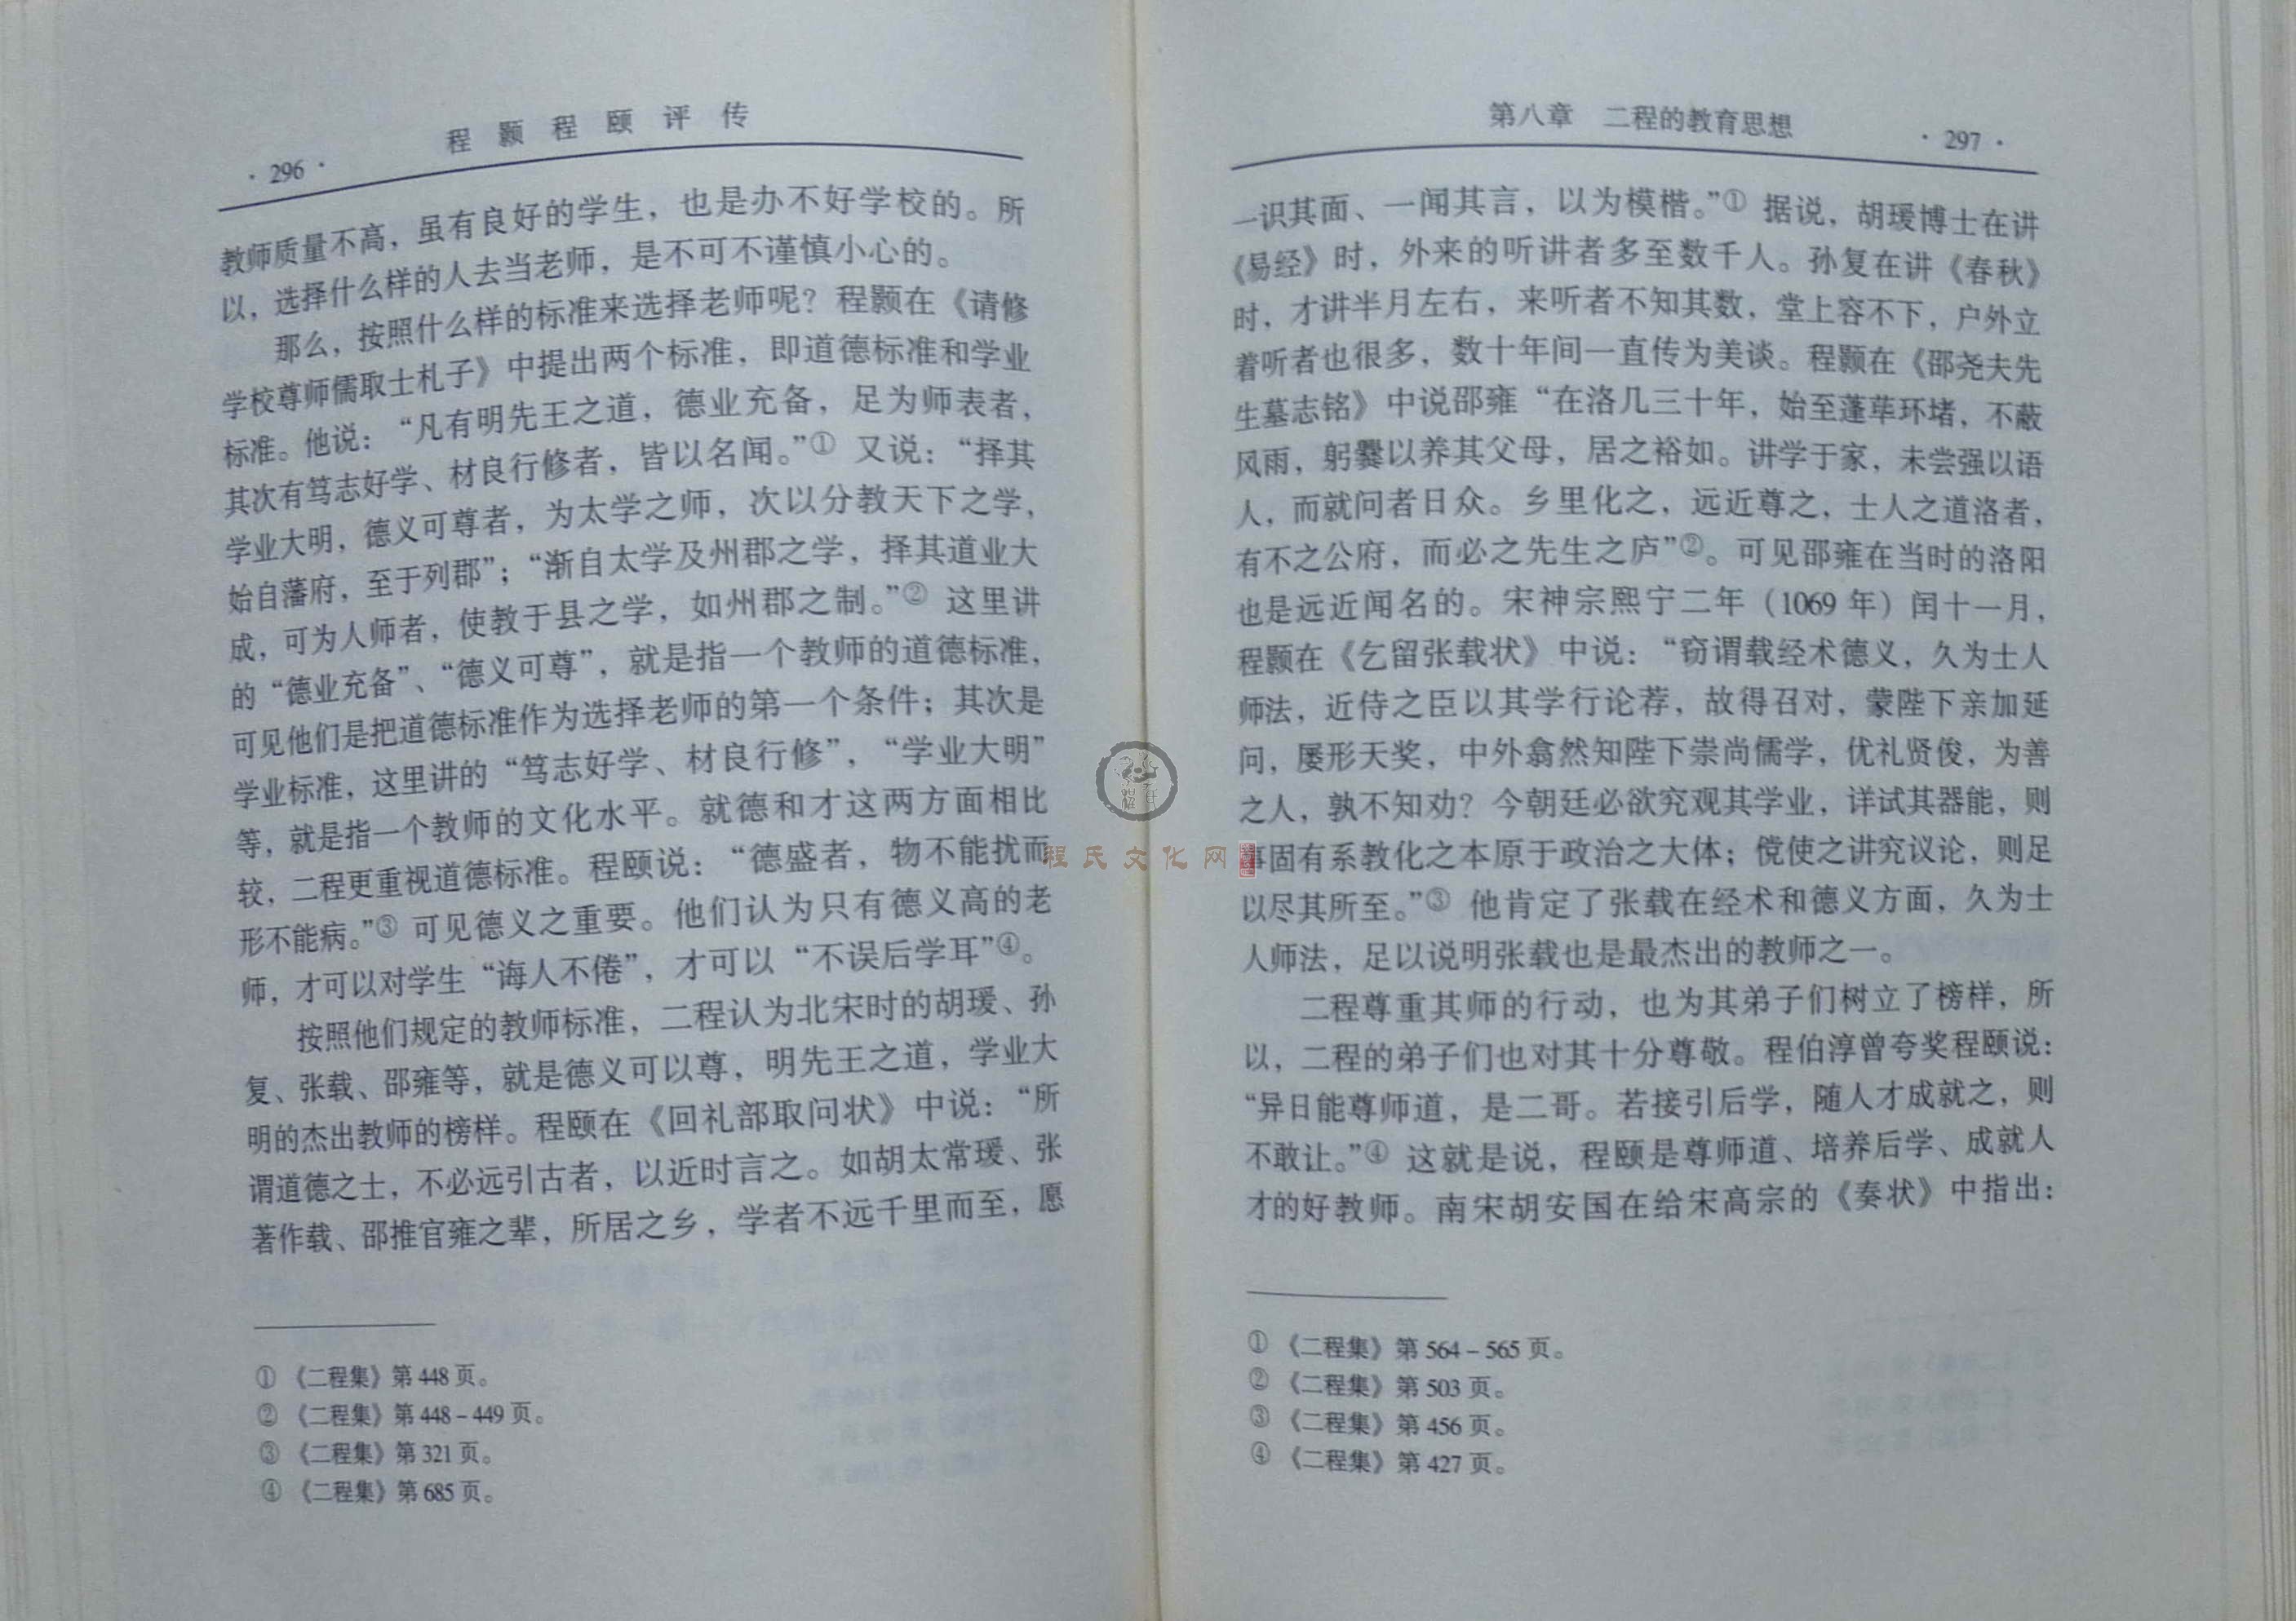 程颢程颐评传
·296·
教师质量不高，虽有良好的学生，也是办不好学校的。所
以，选择什么样的人去当老师，是不可不谨慎小心的。
那么，按照什么样的标准来选择老师呢？程颢在《请修
学校尊师儒取士札子》中提出两个标准，即道德标准和学业
标准。他说：“凡有明先王之道，德业充备，足为师表者，
其次有笃志好学、材良行修者，皆以名闻。”① 又说：“择其
学业大明，德义可尊者，为太学之师，次以分教天下之学，
始自藩府，至于列郡”；“渐自太学及州郡之学，择其道业大
成，可为人师者，使教于县之学，如州郡之制。”② 这里讲
的“德业充备”、“德义可尊”，就是指一个教师的道德标准，
可见他们是把道德标准作为选择老师的第一个条件；其次是
学业标准，这里讲的“笃志好学、材良行修”，“学业大明”
等，就是指一个教师的文化水平。就德和才这两方面相比
较，二程更重视道德标准。程颐说：“德盛者，物不能扰而
形不能病。”③ 可见德义之重要。他们认为只有德义高的老
师，才可以对学生“诲人不倦”，才可以“不误后学耳”④。
按照他们规定的教师标准，二程认为北宋时的胡瑗、孙
复、张载、邵雍等，就是德义可以尊，明先王之道，学业大
明的杰出教师的榜样。程颐在《回礼部取问状》中说：“所
谓道德之士，不必远引古者，以近时言之。如胡太常瑗、张
著作载、邵推官雍之辈，所居之乡，学者不远千里而至，愿
① 《二程集》第 448 页。
② 《二程集》第 448－449 页。
③ 《二程集》第 321 页。
④ 《二程集》第 685 页。
第八章 二程的教育思想
·297·
一识其面、一闻其言，以为模楷。”① 据说，胡瑗博士在讲
《易经》时，外来的听讲者多至数千人。孙复在讲《春秋》
时，才讲半月左右，来听者不知其数，堂上容不下，户外立
着听者也很多，数十年间一直传为美谈。程颢在《邵尧夫先
生墓志铭》中说邵雍“在洛几三十年，始至蓬荜环堵，不蔽
风雨，躬爨以养其父母，居之裕如。讲学于家，未尝强以语
人，而就问者日众。乡里化之，远近尊之，士人之道洛者，
有不之公府，而必之先生之庐”②。可见邵雍在当时的洛阳
也是远近闻名的。宋神宗熙宁二年（1069 年）闰十一月，
程颢在《乞留张载状》中说：“窃谓载经术德义，久为士人
师法，近侍之臣以其学行论荐，故得召对，蒙陛下亲加延
问，屡形天奖，中外翕然知陛下崇尚儒学，优礼贤俊，为善
之人，孰不知劝？今朝廷必欲究观其学业，详试其器能，则
事固有系教化之本原于政治之大体；傥使之讲究议论，则足
以尽其所至。”③ 他肯定了张载在经术和德义方面，久为士
人师法，足以说明张载也是最杰出的教师之一。
二程尊重其师的行动，也为其弟子们树立了榜样，所
以，二程的弟子们也对其十分尊敬。程伯淳曾夸奖程颐说：
“异日能尊师道，是二哥。若接引后学，随人才成就之，则
不敢让。”④ 这就是说，程颐是尊师道、培养后学、成就人
才的好教师。南宋胡安国在给宋高宗的《奏状》中指出：
① 《二程集》第 564－565 页。
② 《二程集》第 503 页。
③ 《二程集》第 456 页。
④ 《二程集》第 427 页。
程氏文化网